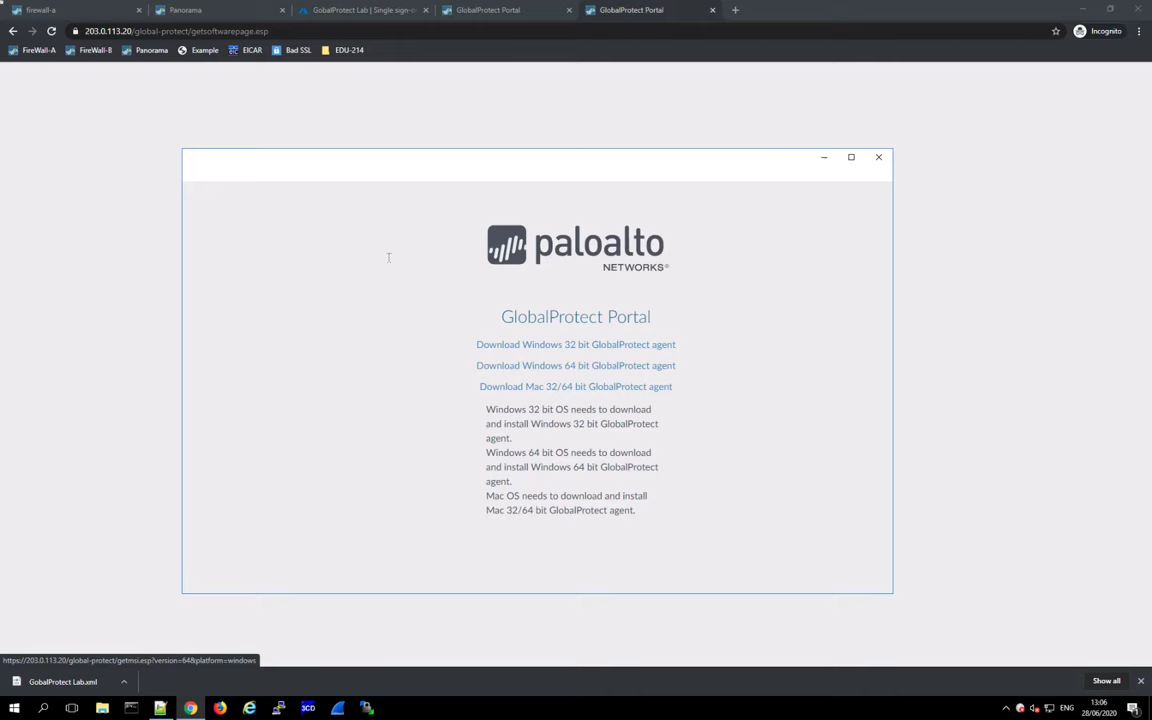 firewall-a
Panorama
GobalProtect Lab | Single sign-o
GlobalProtect Portal
GlobalProtect Portal
203.0.113.20/global-protect/getsoftwarepage.esp
Incognito
FireWall-A
FireWall-B
Panorama
Example
EICAR
Bad SSL
EDU-214
paloalto
NETWORKS®
GlobalProtect Portal
Download Windows 32 bit GlobalProtect agent
Download Windows 64 bit GlobalProtect agent
Download Mac 32/64 bit GlobalProtect agent
Windows 32 bit OS needs to download
and install Windows 32 bit GlobalProtect
agent.
Windows 64 bit OS needs to download
and install Windows 64 bit GlobalProtect
agent.
Mac OS needs to download and install
Mac 32/64 bit GlobalProtect agent.
https://203.0.113.20/global-protect/getmsi.esp?version=64&platform=windows
GobalProtect Lab.xml
Show all
3CD
ENG
13:06
28/06/2020
1